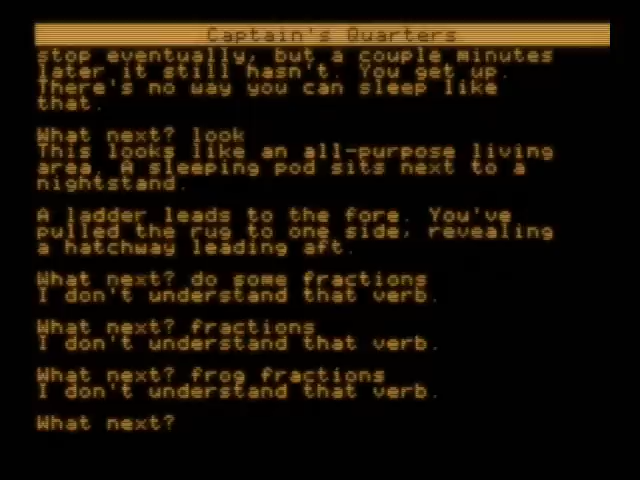 Captain's Quarters
stop eventually, but a couple minutes
later it still hasn't. You get up.
There's no way you can sleep like
that.
What next? look
This looks like an all-purpose living
area. A sleeping pod sits next to a
nightstand.
A ladder leads to the fore. You've
pulled the rug to one side, revealing
a hatchway leading aft.
What next? do some fractions
I don't understand that verb.
What next? fractions
I don't understand that verb.
What next? frog fractions
I don't understand that verb.
What next?